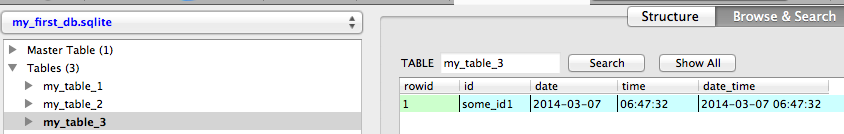 my_first_db.sqlite
Structure Browse & Search
Master Table (1)
Tables (3)
my_table_1
my_table_2
my_table_3
TABLE my_table_3 Search Show All
rowid id date time date_time
1 some_id1 2014-03-07 06:47:32 2014-03-07 06:47:32